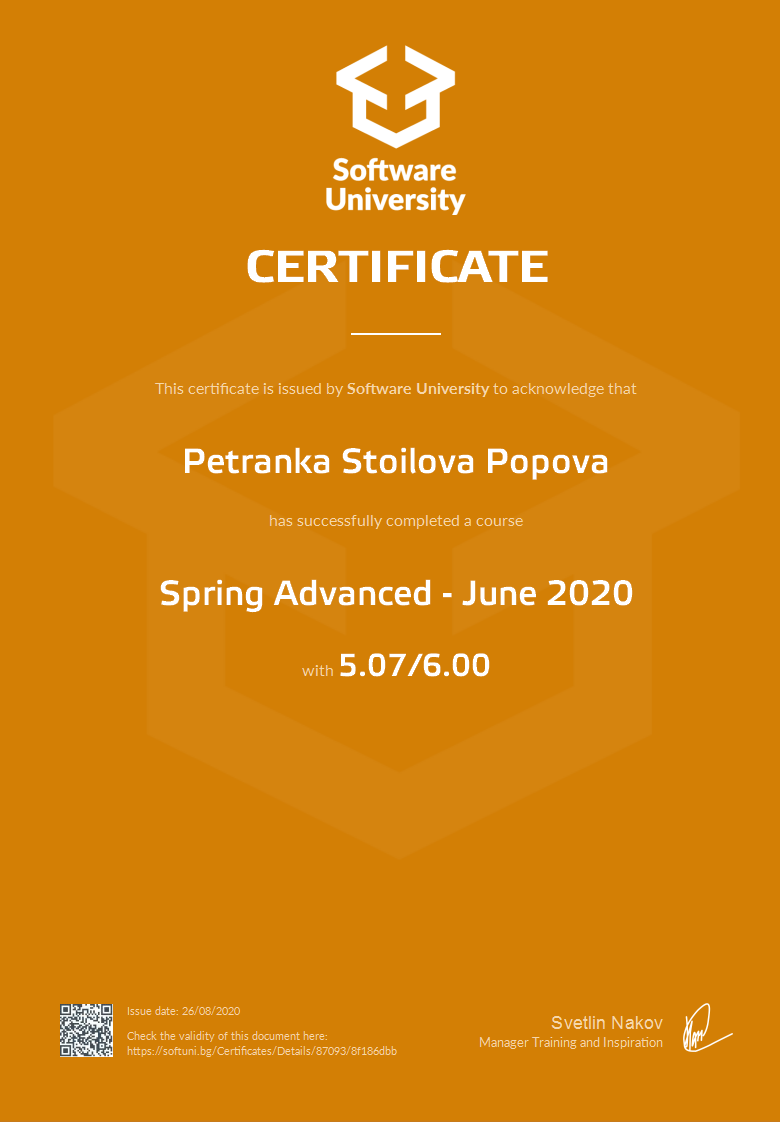 Software
University
CERTIFICATE
This certificate is issued by Software University to acknowledge that
Petranka Stoilova Popova
has successfully completed a course
Spring Advanced - June 2020
with 5.07/6.00
Issue date: 26/08/2020
Check the validity of this document here:
https://softuni.bg/Certificates/Details/87093/8f186dbb
Svetlin Nakov
Manager Training and Inspiration